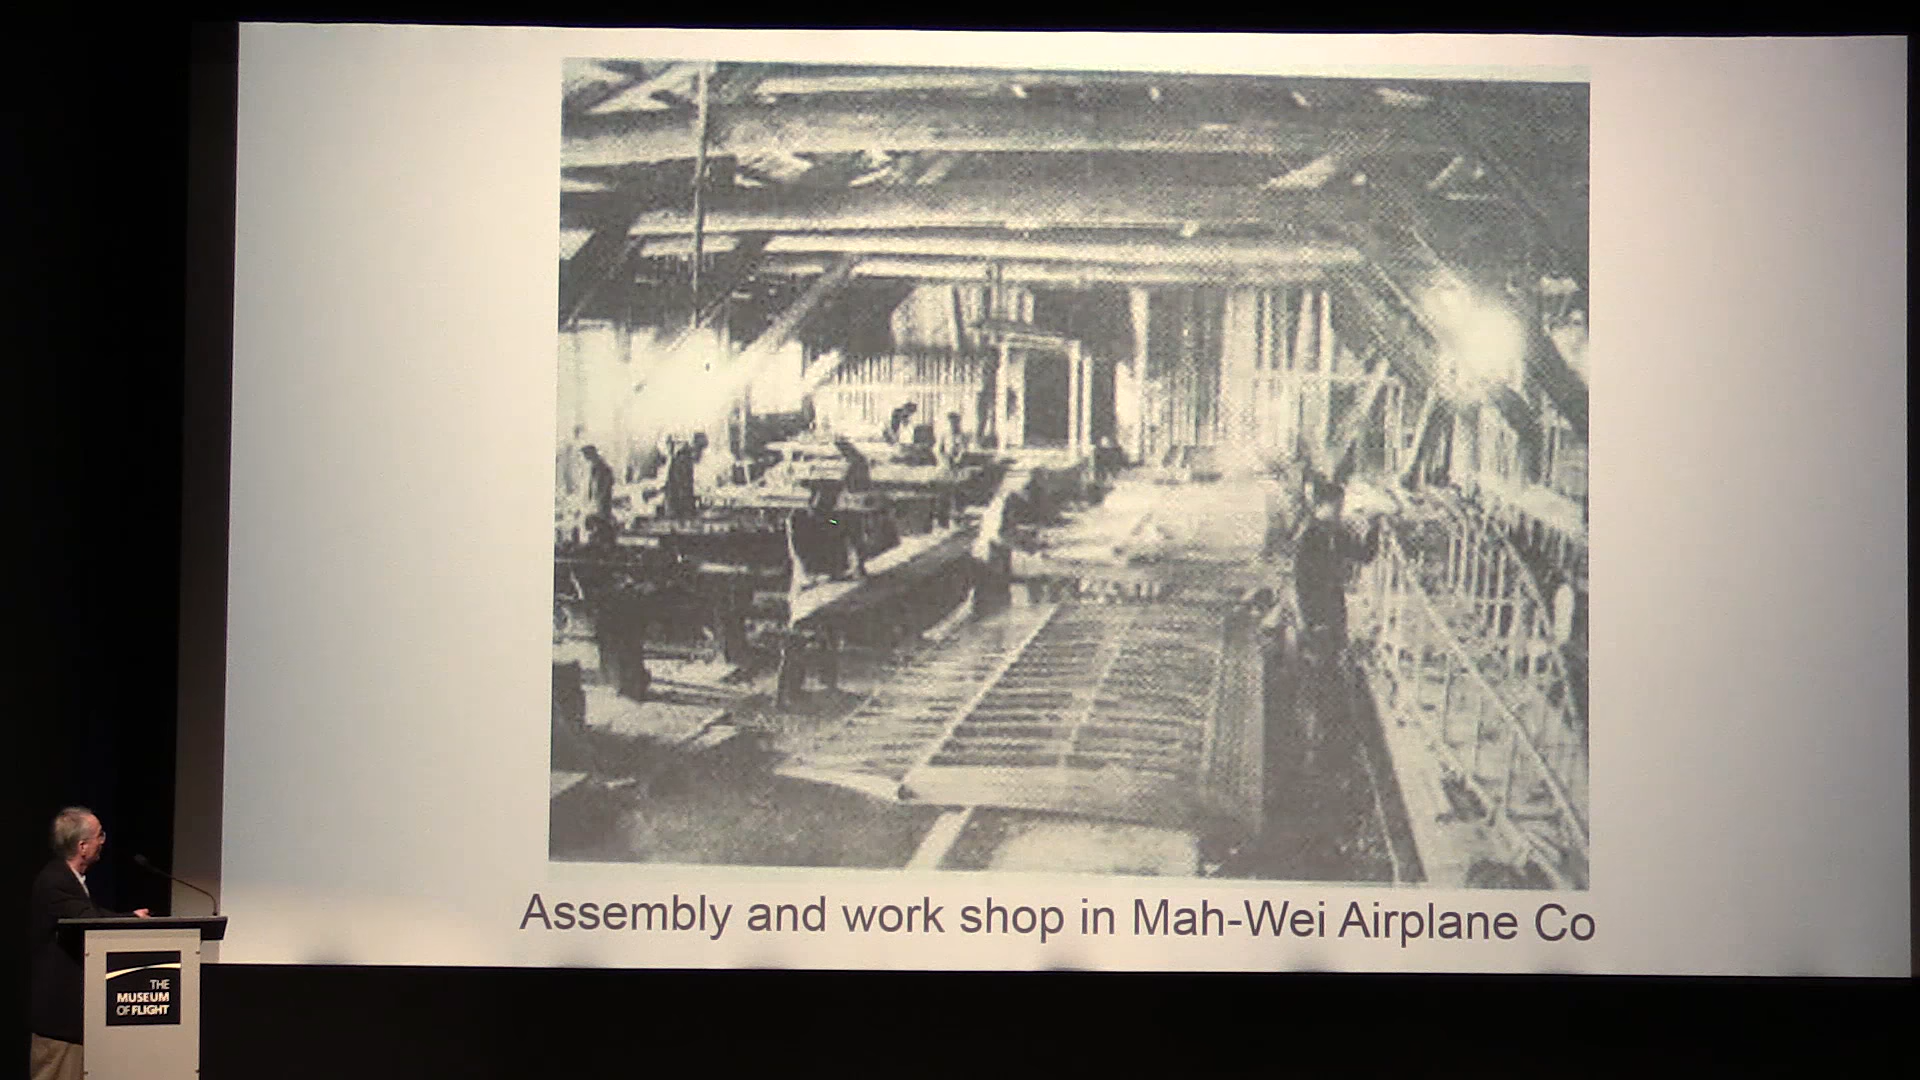 Assembly and work shop in Mah-Wei Airplane Co
THE
MUSEUM
OF FLIGHT